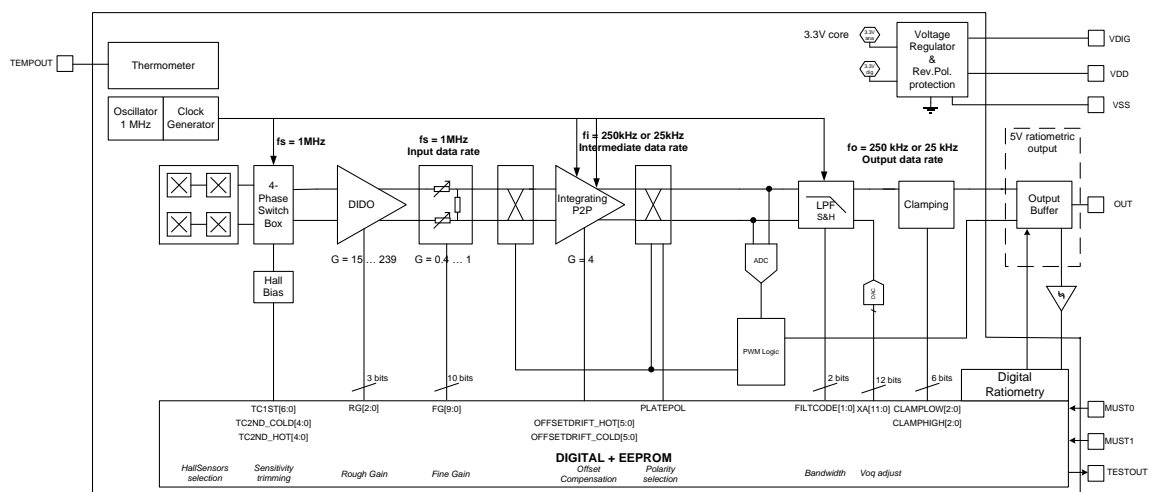 3.3V core
3.3V
ana
3.3V
dig
Voltage
Regulator
&
Rev.Pol.
protection
VDIG
VDD
VSS
TEMPOUT
Thermometer
Oscillator
1 MHz
Clock
Generator
fs = 1MHz
fs = 1MHz
Input data rate
fi = 250kHz or 25kHz
Intermediate data rate
fo = 250 kHz or 25 kHz
Output data rate
5V ratiometric
output
4-
Phase
Switch
Box
DIDO
Integrating
P2P
LPF
S&H
Clamping
Output
Buffer
OUT
G = 15 … 239
G = 0.4 … 1
G = 4
ADC
Hall
Bias
DAC
PWM Logic
3 bits
10 bits
2 bits
12 bits
6 bits
Digital
Ratiometry
TC1ST[6:0]
RG[2:0]
FG[9:0]
PLATEPOL
FILTCODE[1:0]
XA[11:0]
CLAMPLOW[2:0]
MUST0
TC2ND_COLD[4:0]
OFFSETDRIFT_HOT[5:0]
CLAMPHIGH[2:0]
TC2ND_HOT[4:0]
OFFSETDRIFT_COLD[5:0]
MUST1
DIGITAL + EEPROM
HallSensors
selection
Sensitivity
trimming
Rough Gain
Fine Gain
Offset
Compensation
Polarity
selection
Bandwidth
Voq adjust
TESTOUT